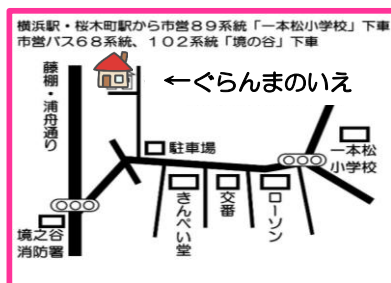 横浜駅・桜木町駅から市営８９系統「一本松小学校」下車
市営バス６８系統、１０２系統「境の谷」下車
藤棚・浦舟通り
←ぐらんまのいえ
駐車場
一本松
小学校
きんぺい堂
交番
ローソン
境之谷
消防署